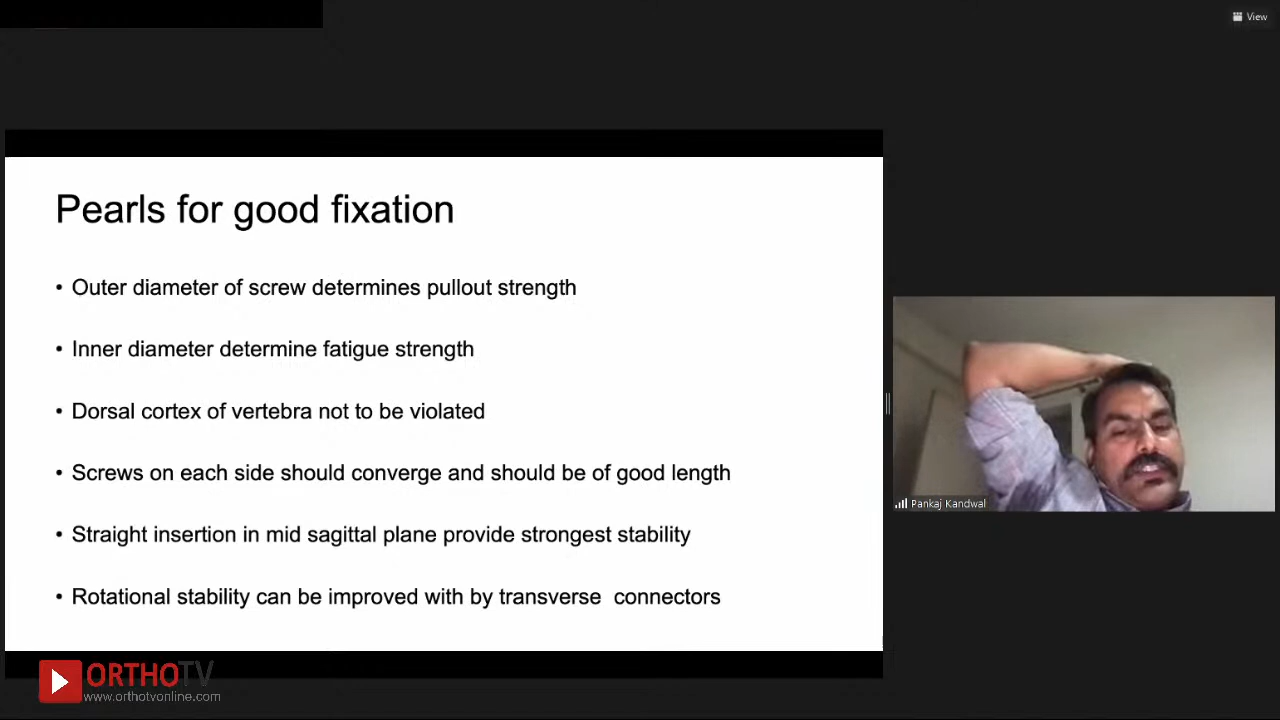 View
Pearls for good fixation
• Outer diameter of screw determines pullout strength
• Inner diameter determine fatigue strength
• Dorsal cortex of vertebra not to be violated
• Screws on each side should converge and should be of good length
• Straight insertion in mid sagittal plane provide strongest stability
• Rotational stability can be improved with by transverse connectors
Pankaj Kandwal
ORTHOTV
www.orthotvonline.com